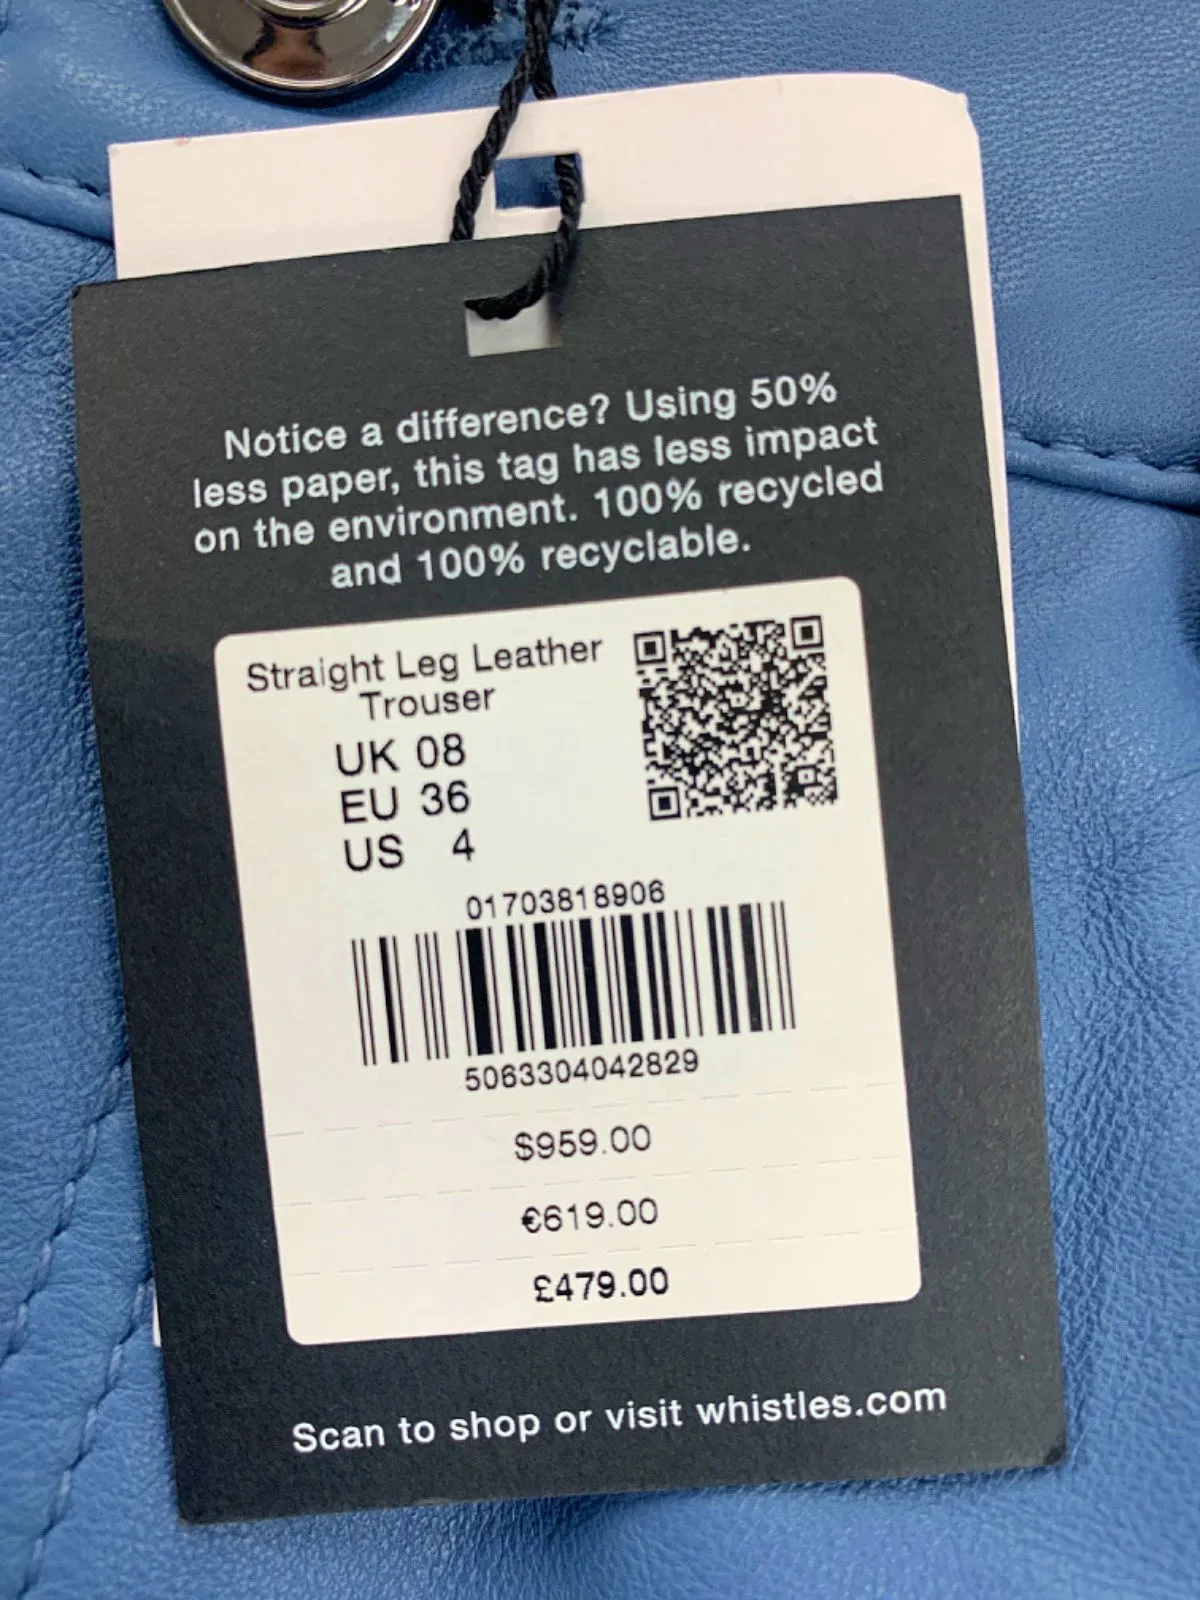 Notice a difference? Using 50%
less paper, this tag has less impact
on the environment. 100% recycled
and 100% recyclable.
Straight Leg Leather
Trouser
UK 08
EU 36
US 4
01703818906
5063304042829
$959.00
€619.00
£479.00
Scan to shop or visit whistles.com